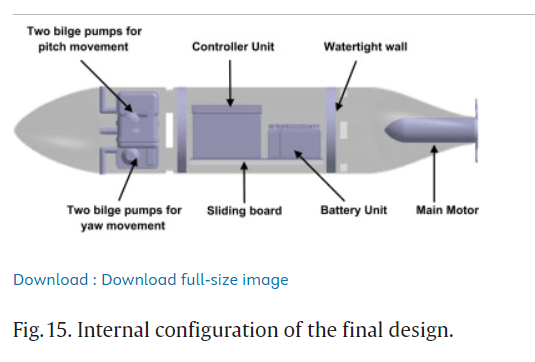 Two bilge pumps for
pitch movement
Controller Unit
Watertight wall
Two bilge pumps for
yaw movement
Sliding board
Battery Unit
Main Motor
Download : Download full-size image
Fig. 15. Internal configuration of the final design.